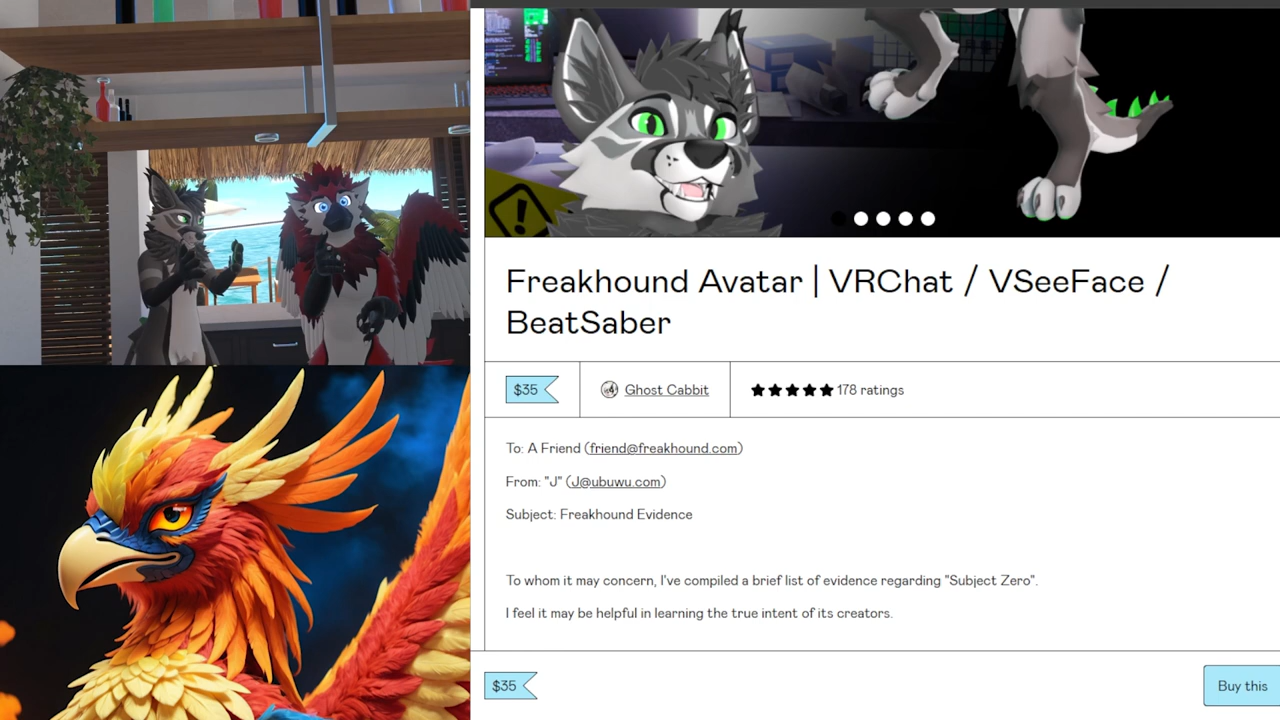 Freakhound Avatar | VRChat / VSeeFace /
BeatSaber
$35
Ghost Cabbit
178 ratings
To: A Friend (friend@freakhound.com)
From: "J" (J@ubuwu.com)
Subject: Freakhound Evidence
To whom it may concern, I've compiled a brief list of evidence regarding "Subject Zero".
I feel it may be helpful in learning the true intent of its creators.
$35
Buy this